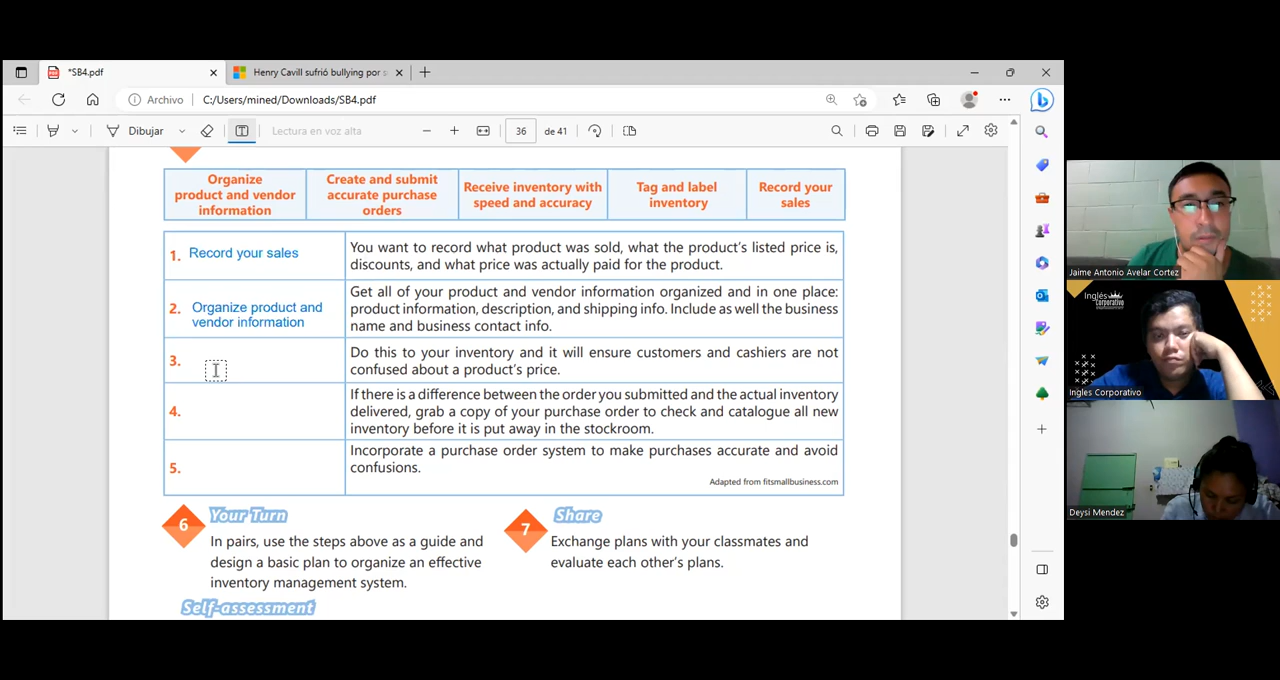 *SB4.pdf
Henry Cavill sufrió bullying por s
Archivo
C:/Users/mined/Downloads/SB4.pdf
Dibujar
Lectura en voz alta
36
de 41
Organize
product and vendor
information
Create and submit
accurate purchase
orders
Receive inventory with
speed and accuracy
Tag and label
inventory
Record your
sales
1. Record your sales
You want to record what product was sold, what the product's listed price is,
discounts, and what price was actually paid for the product.
2. Organize product and
vendor information
Get all of your product and vendor information organized and in one place:
product information, description, and shipping info. Include as well the business
name and business contact info.
3.
Do this to your inventory and it will ensure customers and cashiers are not
confused about a product's price.
4.
If there is a difference between the order you submitted and the actual inventory
delivered, grab a copy of your purchase order to check and catalogue all new
inventory before it is put away in the stockroom.
5.
Incorporate a purchase order system to make purchases accurate and avoid
confusions.
Adapted from fitsmallbusiness.com
6 Your Turn
In pairs, use the steps above as a guide and
design a basic plan to organize an effective
inventory management system.
7 Share
Exchange plans with your classmates and
evaluate each other's plans.
Self-assessment
Jaime Antonio Avelar Cortez
Inglés
Corporativo
Ingles Corporativo
Deysi Mendez